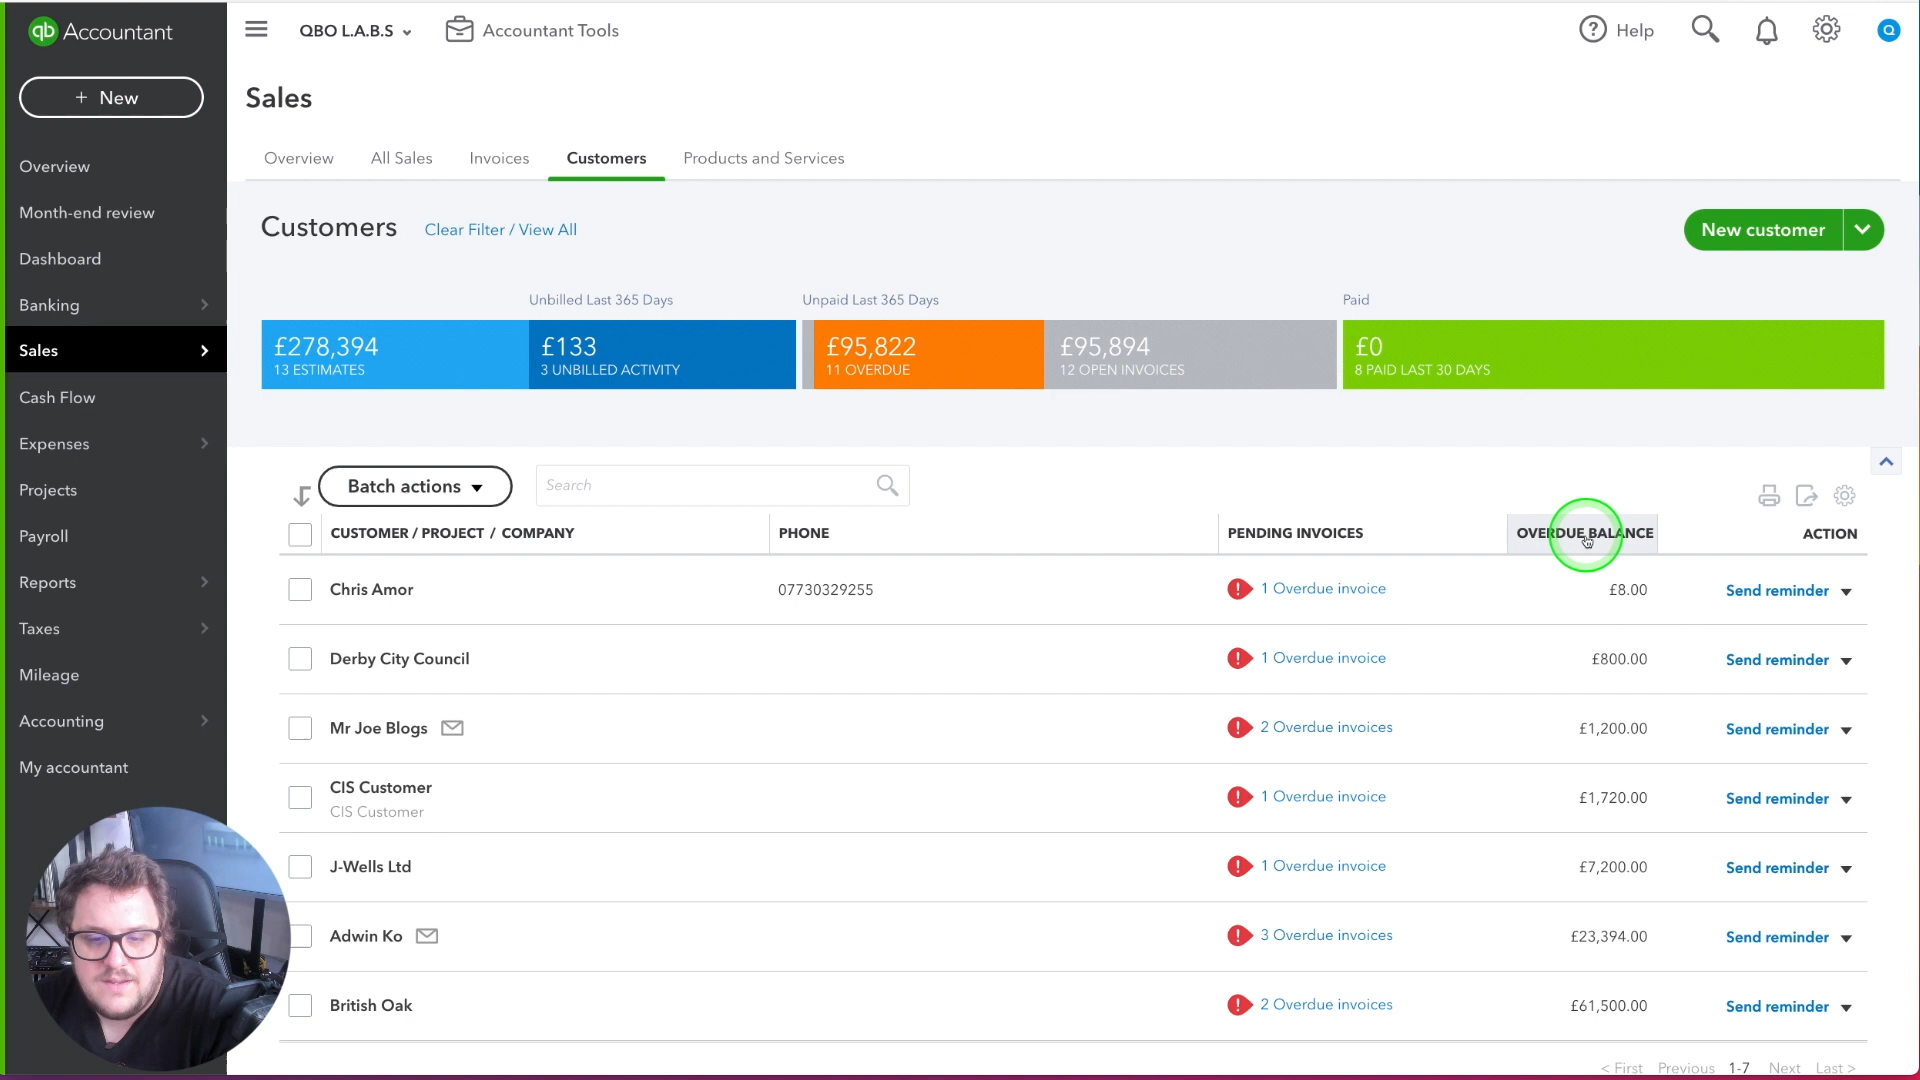 qb Accountant
QBO L.A.B.S
Accountant Tools
? Help
Q
+ New
Overview
Month-end review
Dashboard
Banking
Sales
Cash Flow
Expenses
Projects
Payroll
Reports
Taxes
Mileage
Accounting
My accountant
Sales
Overview All Sales Invoices Customers Products and Services
Customers Clear Filter / View All
New customer
Unbilled Last 365 Days Unpaid Last 365 Days Paid
£278,394 £133 £95,822 £95,894 £0
13 ESTIMATES 3 UNBILLED ACTIVITY 11 OVERDUE 12 OPEN INVOICES 8 PAID LAST 30 DAYS
Batch actions Search
CUSTOMER / PROJECT / COMPANY PHONE PENDING INVOICES OVERDUE BALANCE ACTION
Chris Amor 07730329255 ! 1 Overdue invoice £8.00 Send reminder
Derby City Council ! 1 Overdue invoice £800.00 Send reminder
Mr Joe Blogs ! 2 Overdue invoices £1,200.00 Send reminder
CIS Customer ! 1 Overdue invoice £1,720.00 Send reminder
CIS Customer
J-Wells Ltd ! 1 Overdue invoice £7,200.00 Send reminder
Adwin Ko ! 3 Overdue invoices £23,394.00 Send reminder
British Oak ! 2 Overdue invoices £61,500.00 Send reminder
< First Previous 1-7 Next Last >